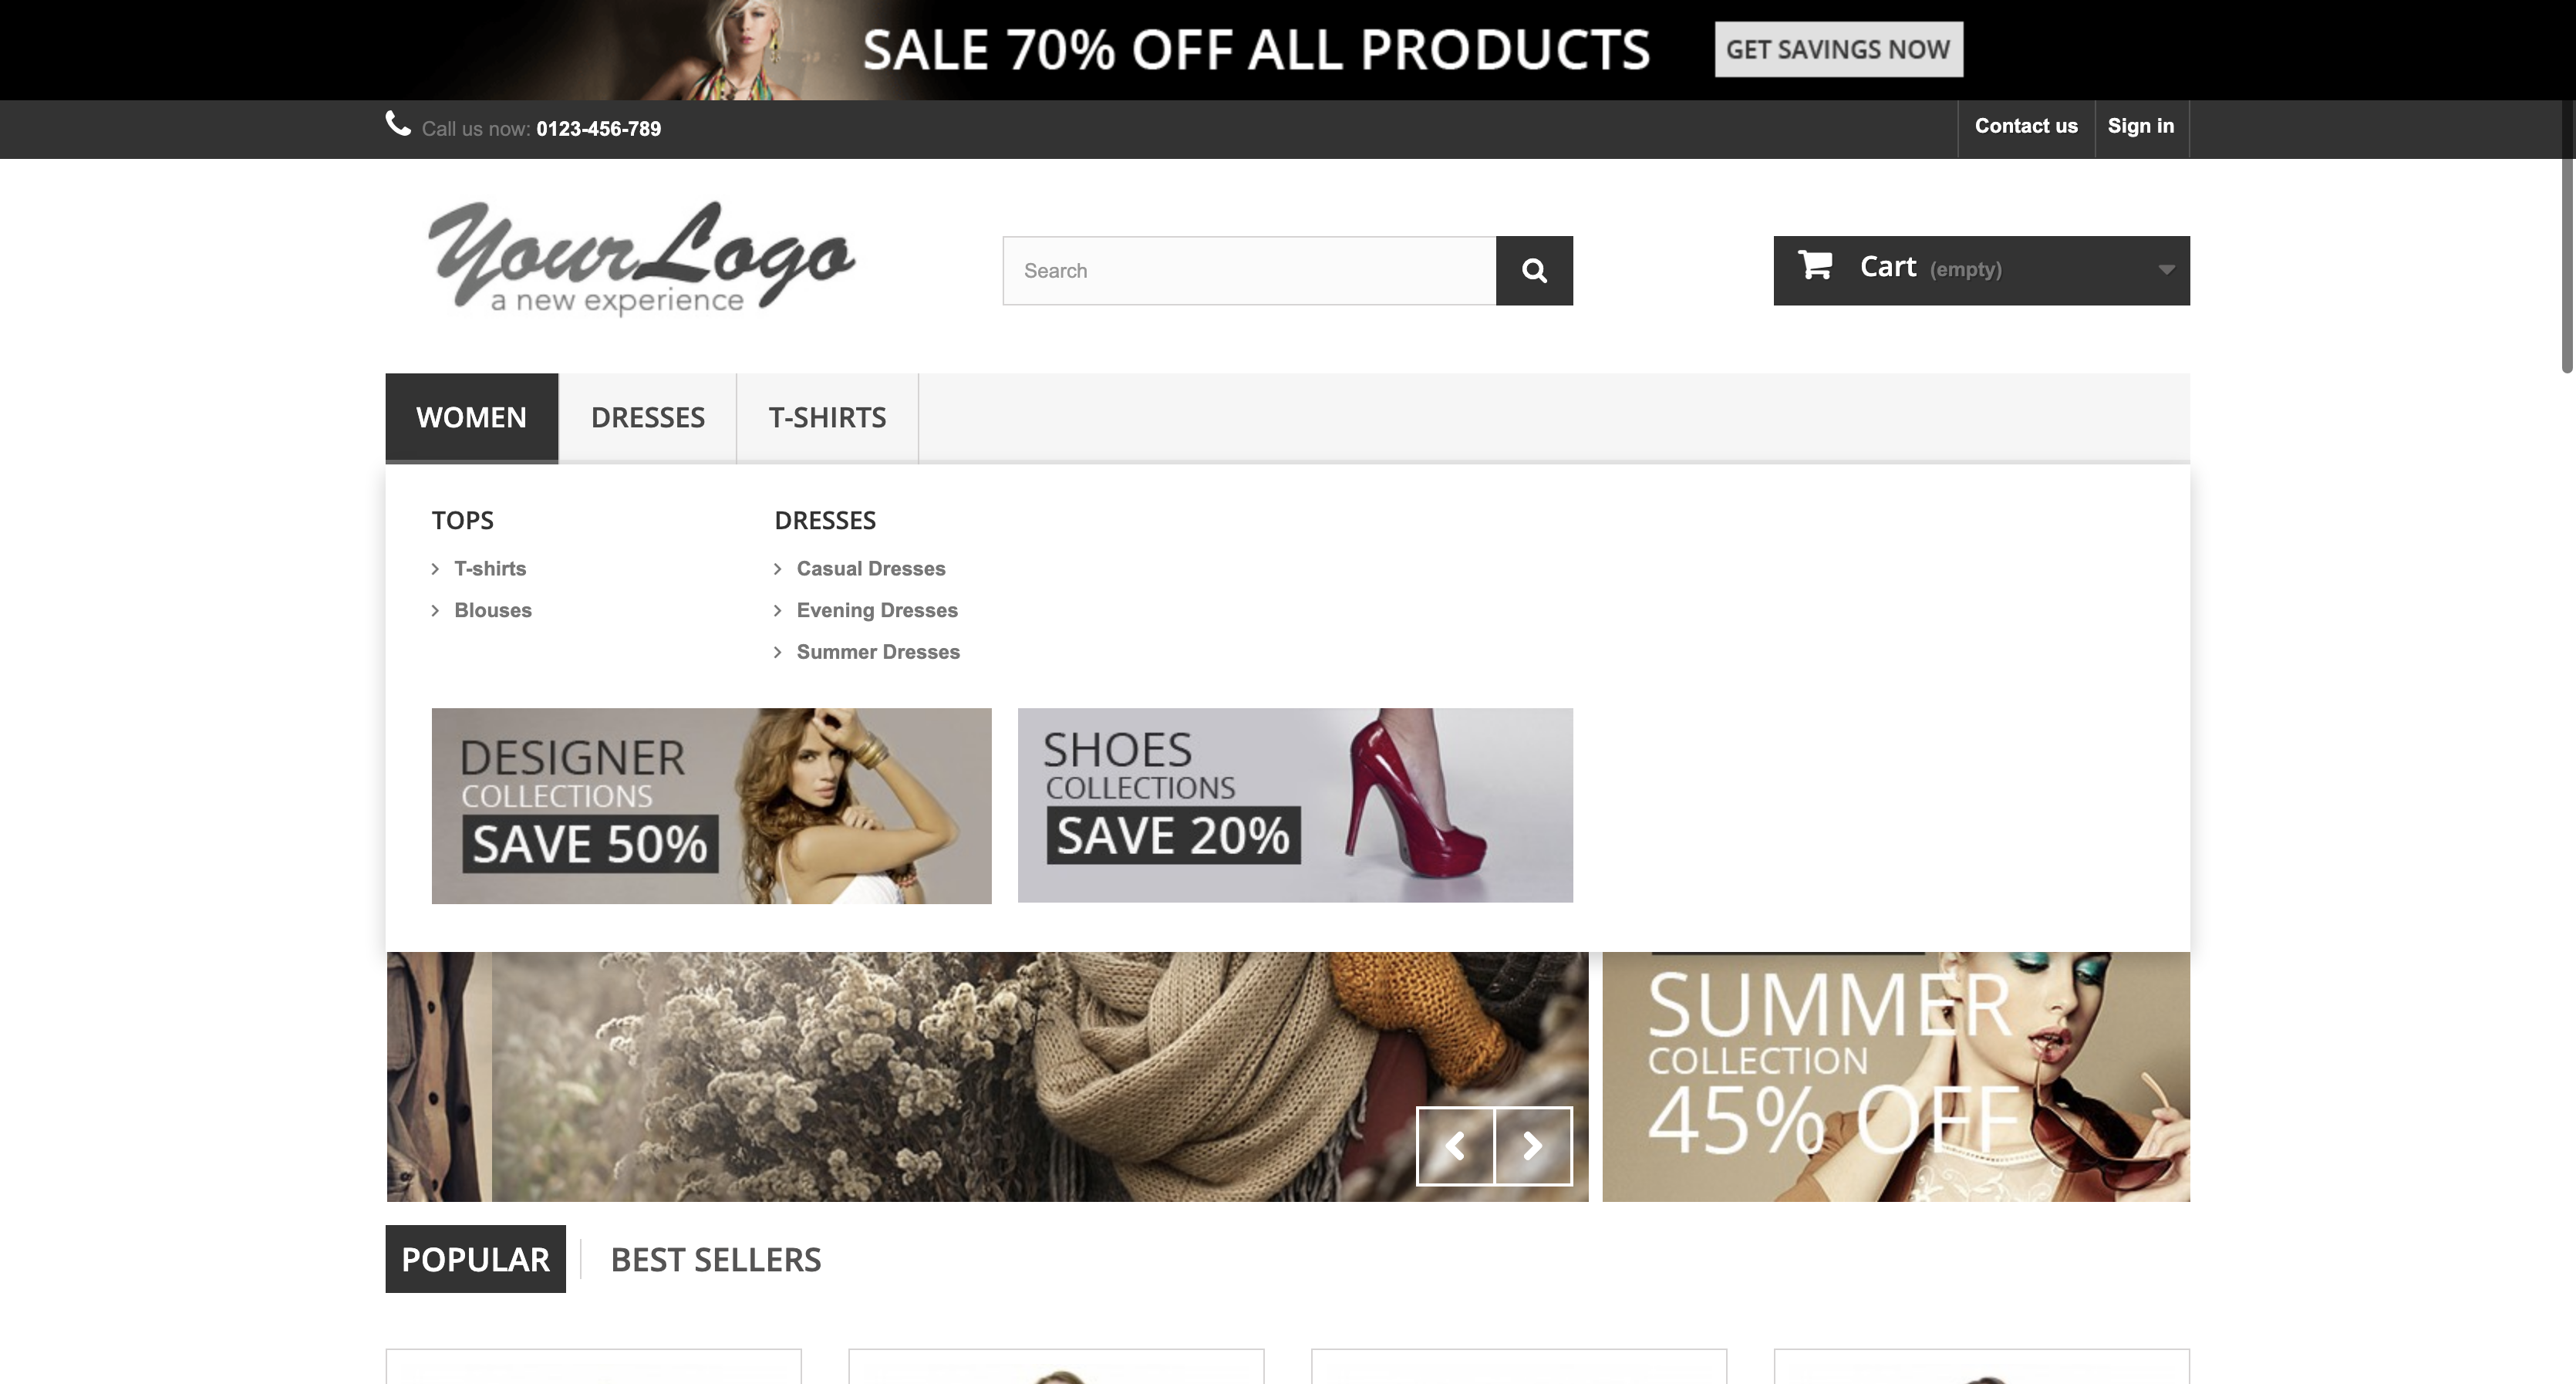 SALE 70% OFF ALL PRODUCTS GET SAVINGS NOW
Call us now: 0123-456-789 Contact us Sign in
YourLogo
a new experience
Search
Cart (empty)
WOMEN DRESSES T-SHIRTS
TOPS
T-shirts
Blouses
DRESSES
Casual Dresses
Evening Dresses
Summer Dresses
DESIGNER
COLLECTIONS
SAVE 50%
SHOES
COLLECTIONS
SAVE 20%
SUMMER
COLLECTION
45% OFF
POPULAR BEST SELLERS